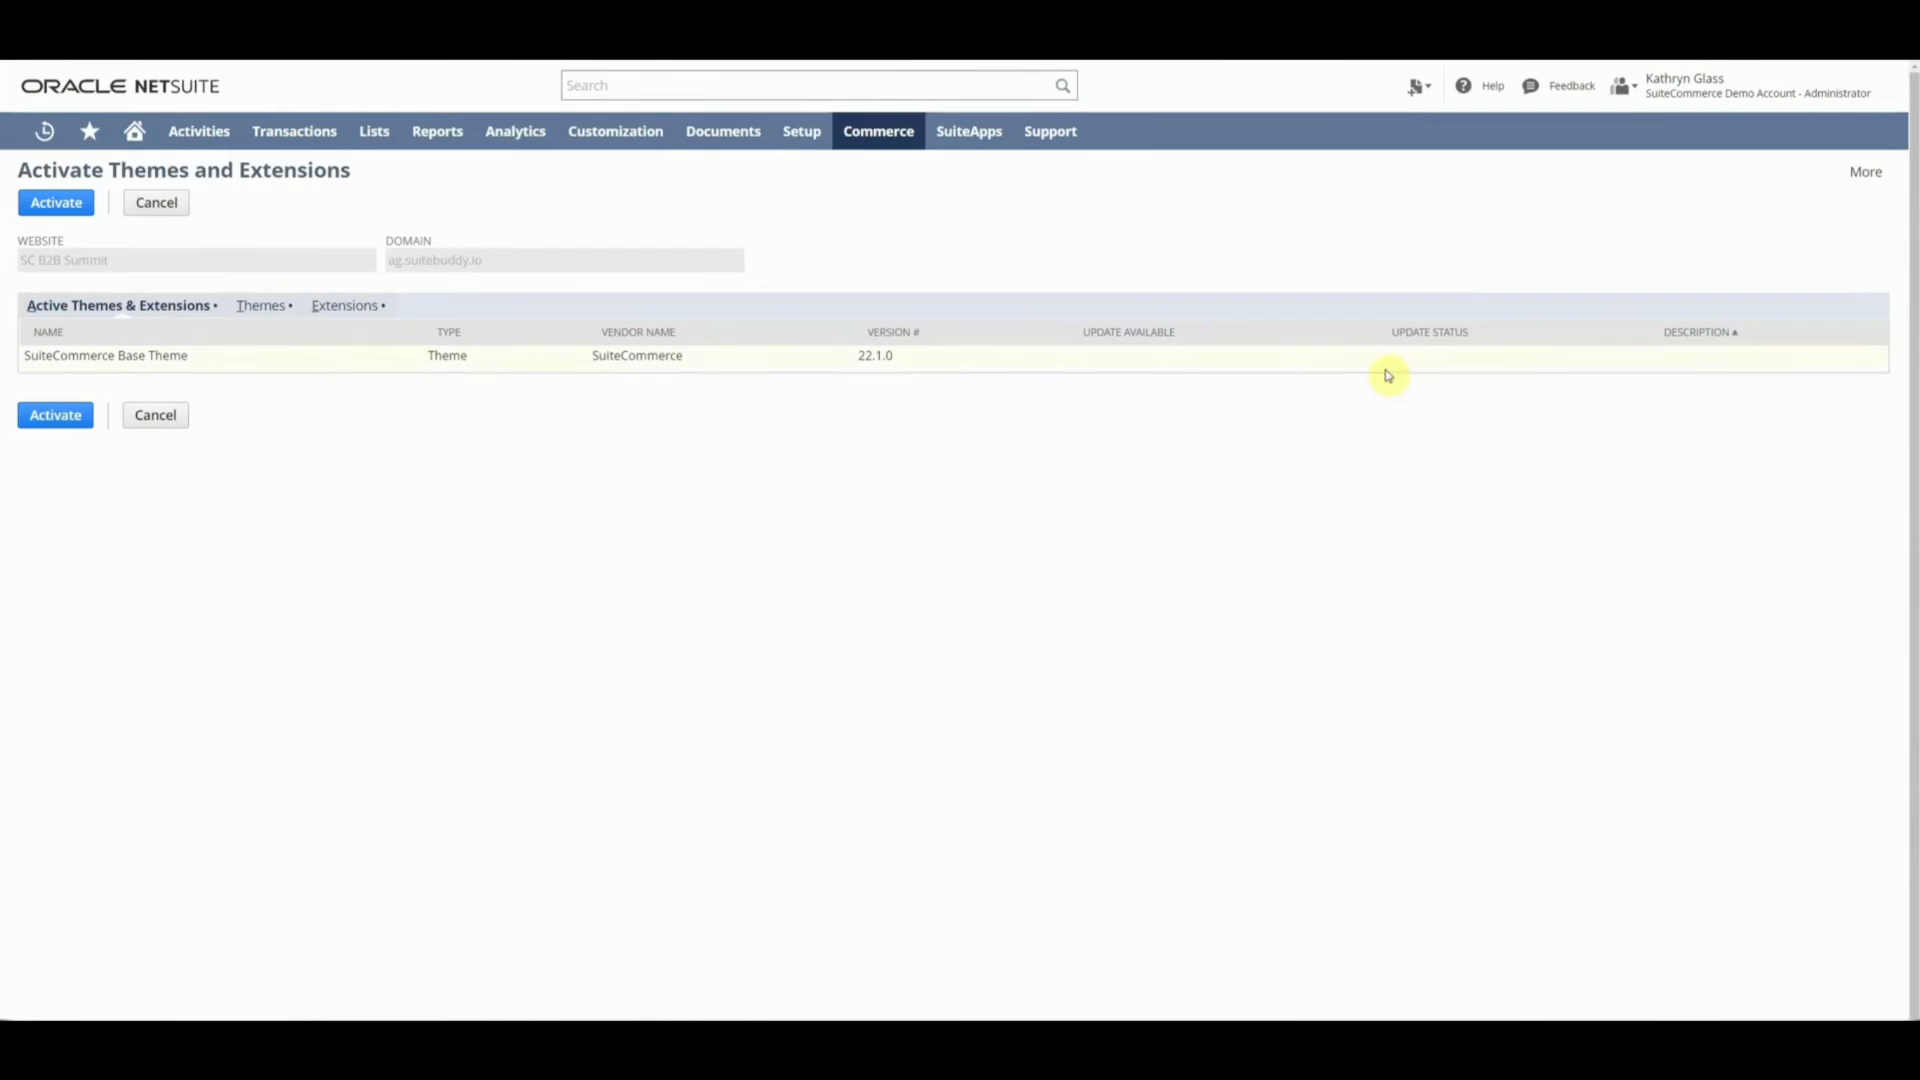 ORACLE NETSUITE
Search
Help
Feedback
Kathryn Glass
SuiteCommerce Demo Account - Administrator
Activities Transactions Lists Reports Analytics Customization Documents Setup Commerce SuiteApps Support
Activate Themes and Extensions
More
Activate Cancel
WEBSITE DOMAIN
SC B2B Summit ag.suitebuddy.io
Active Themes & Extensions • Themes • Extensions •
NAME TYPE VENDOR NAME VERSION # UPDATE AVAILABLE UPDATE STATUS DESCRIPTION ▲
SuiteCommerce Base Theme Theme SuiteCommerce 22.1.0
Activate Cancel